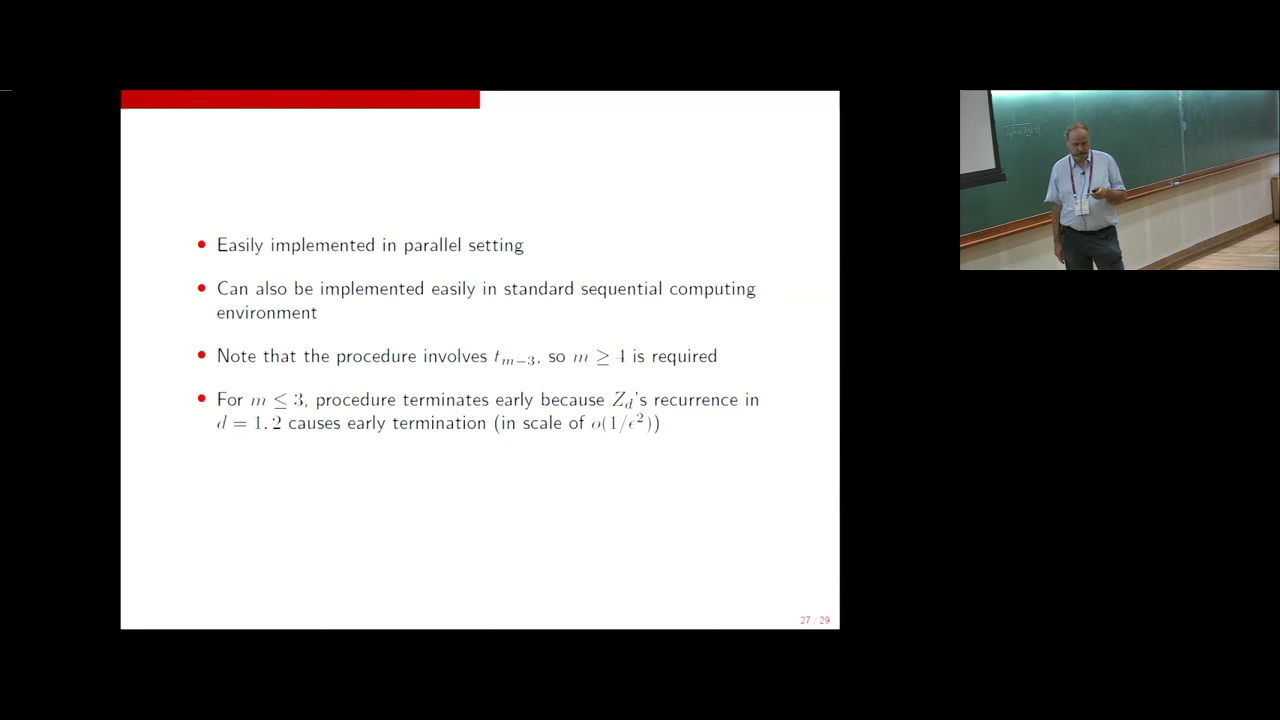 • Easily implemented in parallel setting
• Can also be implemented easily in standard sequential computing
environment
• Note that the procedure involves t_{m−3}, so m ≥ 4 is required
• For m ≤ 3, procedure terminates early because Z_d's recurrence in
d = 1, 2 causes early termination (in scale of o(1/ϵ²))
27 / 29